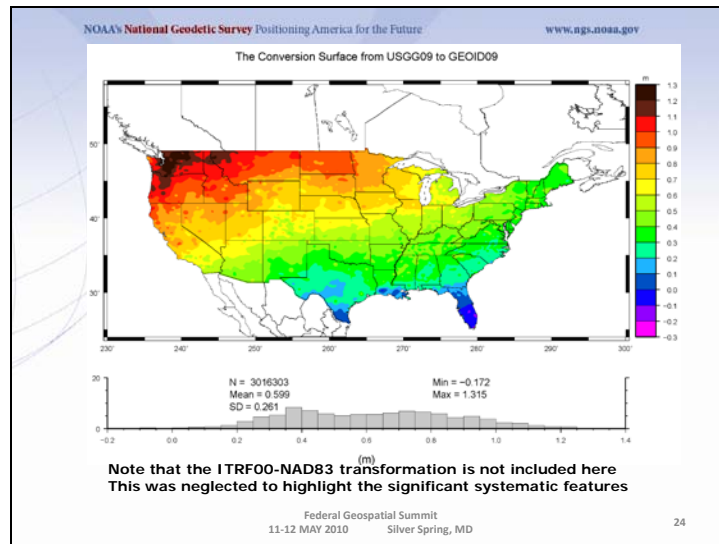 NOAA's National Geodetic Survey Positioning America for the Future www.ngs.noaa.gov
The Conversion Surface from USGG09 to GEOID09
m
1.3
1.2
1.1
1.0
0.9
0.8
0.7
0.6
0.5
0.4
0.3
0.2
0.1
0.0
−0.1
−0.2
−0.3
50˚
40˚
30˚
230˚ 240˚ 250˚ 260˚ 270˚ 280˚ 290˚ 300˚
20
10
0
N = 3016303
Mean = 0.599
SD = 0.261
Min = −0.172
Max = 1.315
−0.2 0.0 0.2 0.4 0.6 0.8 1.0 1.2 1.4
(m)
Note that the ITRF00-NAD83 transformation is not included here
This was neglected to highlight the significant systematic features
Federal Geospatial Summit
11-12 MAY 2010 Silver Spring, MD
24